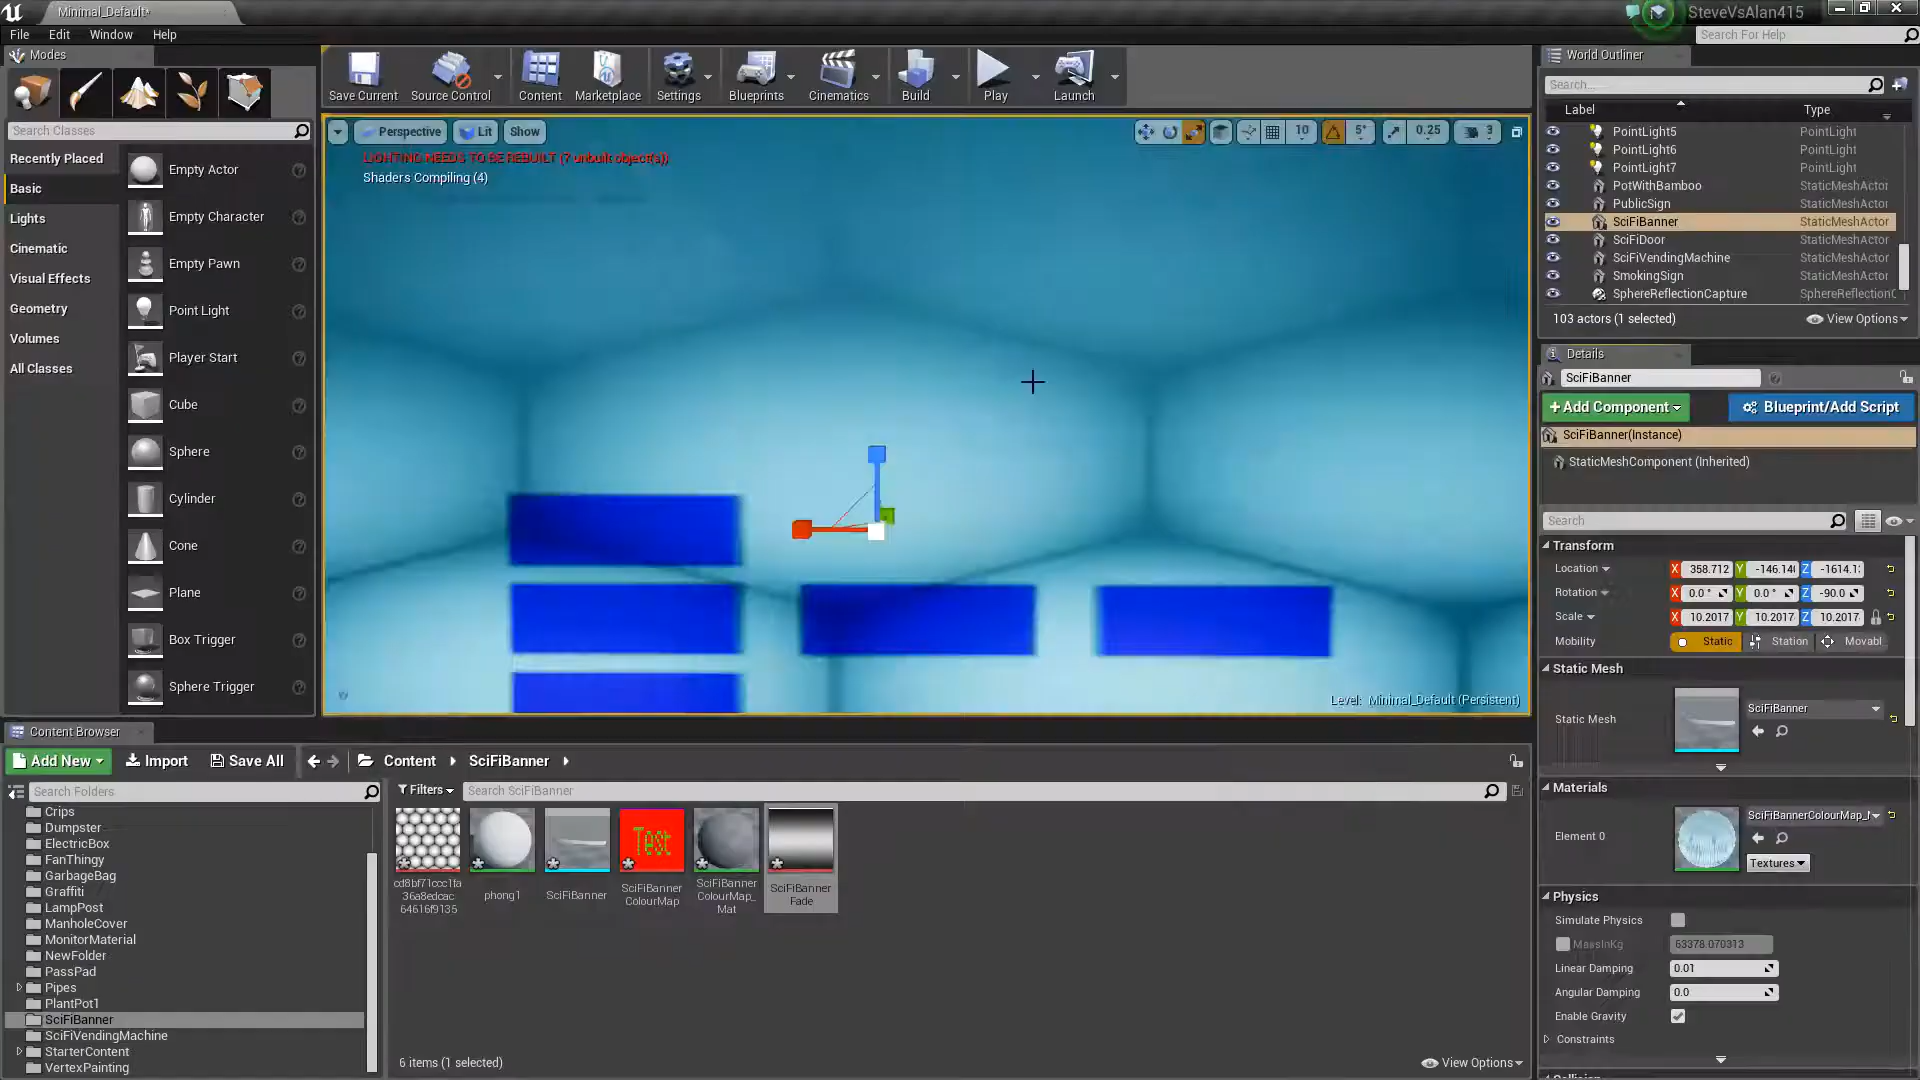 Minimal_Default*
SteveVsAlan415
File Edit Window Help
Search For Help
Modes
Save Current
Source Control
Content
Marketplace
Settings
Blueprints
Cinematics
Build
Play
Launch
World Outliner
Search...
Label Type
PointLight5 PointLight
PointLight6 PointLight
PointLight7 PointLight
PotWithBamboo StaticMeshActor
PublicSign StaticMeshActor
SciFiBanner StaticMeshActor
SciFiDoor StaticMeshActor
SciFiVendingMachine StaticMeshActor
SmokingSign StaticMeshActor
SphereReflectionCapture SphereReflectionC
103 actors (1 selected)
View Options
Search Classes
Recently Placed
Basic
Lights
Cinematic
Visual Effects
Geometry
Volumes
All Classes
Empty Actor
Empty Character
Empty Pawn
Point Light
Player Start
Cube
Sphere
Cylinder
Cone
Plane
Box Trigger
Sphere Trigger
Perspective Lit Show
10 5° 0.25 3
LIGHTING NEEDS TO BE REBUILT (7 unbuilt object(s))
Shaders Compiling (4)
Level: Minimal_Default (Persistent)
Details
SciFiBanner
+Add Component
Blueprint/Add Script
SciFiBanner(Instance)
StaticMeshComponent (Inherited)
Search
Transform
Location X 358.712 Y -146.14 Z -1614.1
Rotation X 0.0 ° Y 0.0 ° Z -90.0
Scale X 10.2017 Y 10.2017 Z 10.2017
Mobility Static Station Movabl
Static Mesh
Static Mesh
SciFiBanner
Materials
Element 0
SciFiBannerColourMap_
Textures
Physics
Simulate Physics
MassInKg 63378.070313
Linear Damping 0.01
Angular Damping 0.0
Enable Gravity
Constraints
Content Browser
Add New Import Save All
Content SciFiBanner
Search Folders
Filters
Search SciFiBanner
Crips
Dumpster
ElectricBox
FanThingy
GarbageBag
Graffiti
LampPost
ManholeCover
MonitorMaterial
NewFolder
PassPad
Pipes
PlantPot1
SciFiBanner
SciFiVendingMachine
StarterContent
VertexPainting
Test
cd8bf71ccc1fa
36a8edcac
64616f9135
phong1
SciFiBanner
SciFiBanner
ColourMap
SciFiBanner
ColourMap_
Mat
SciFiBanner
Fade
6 items (1 selected)
View Options